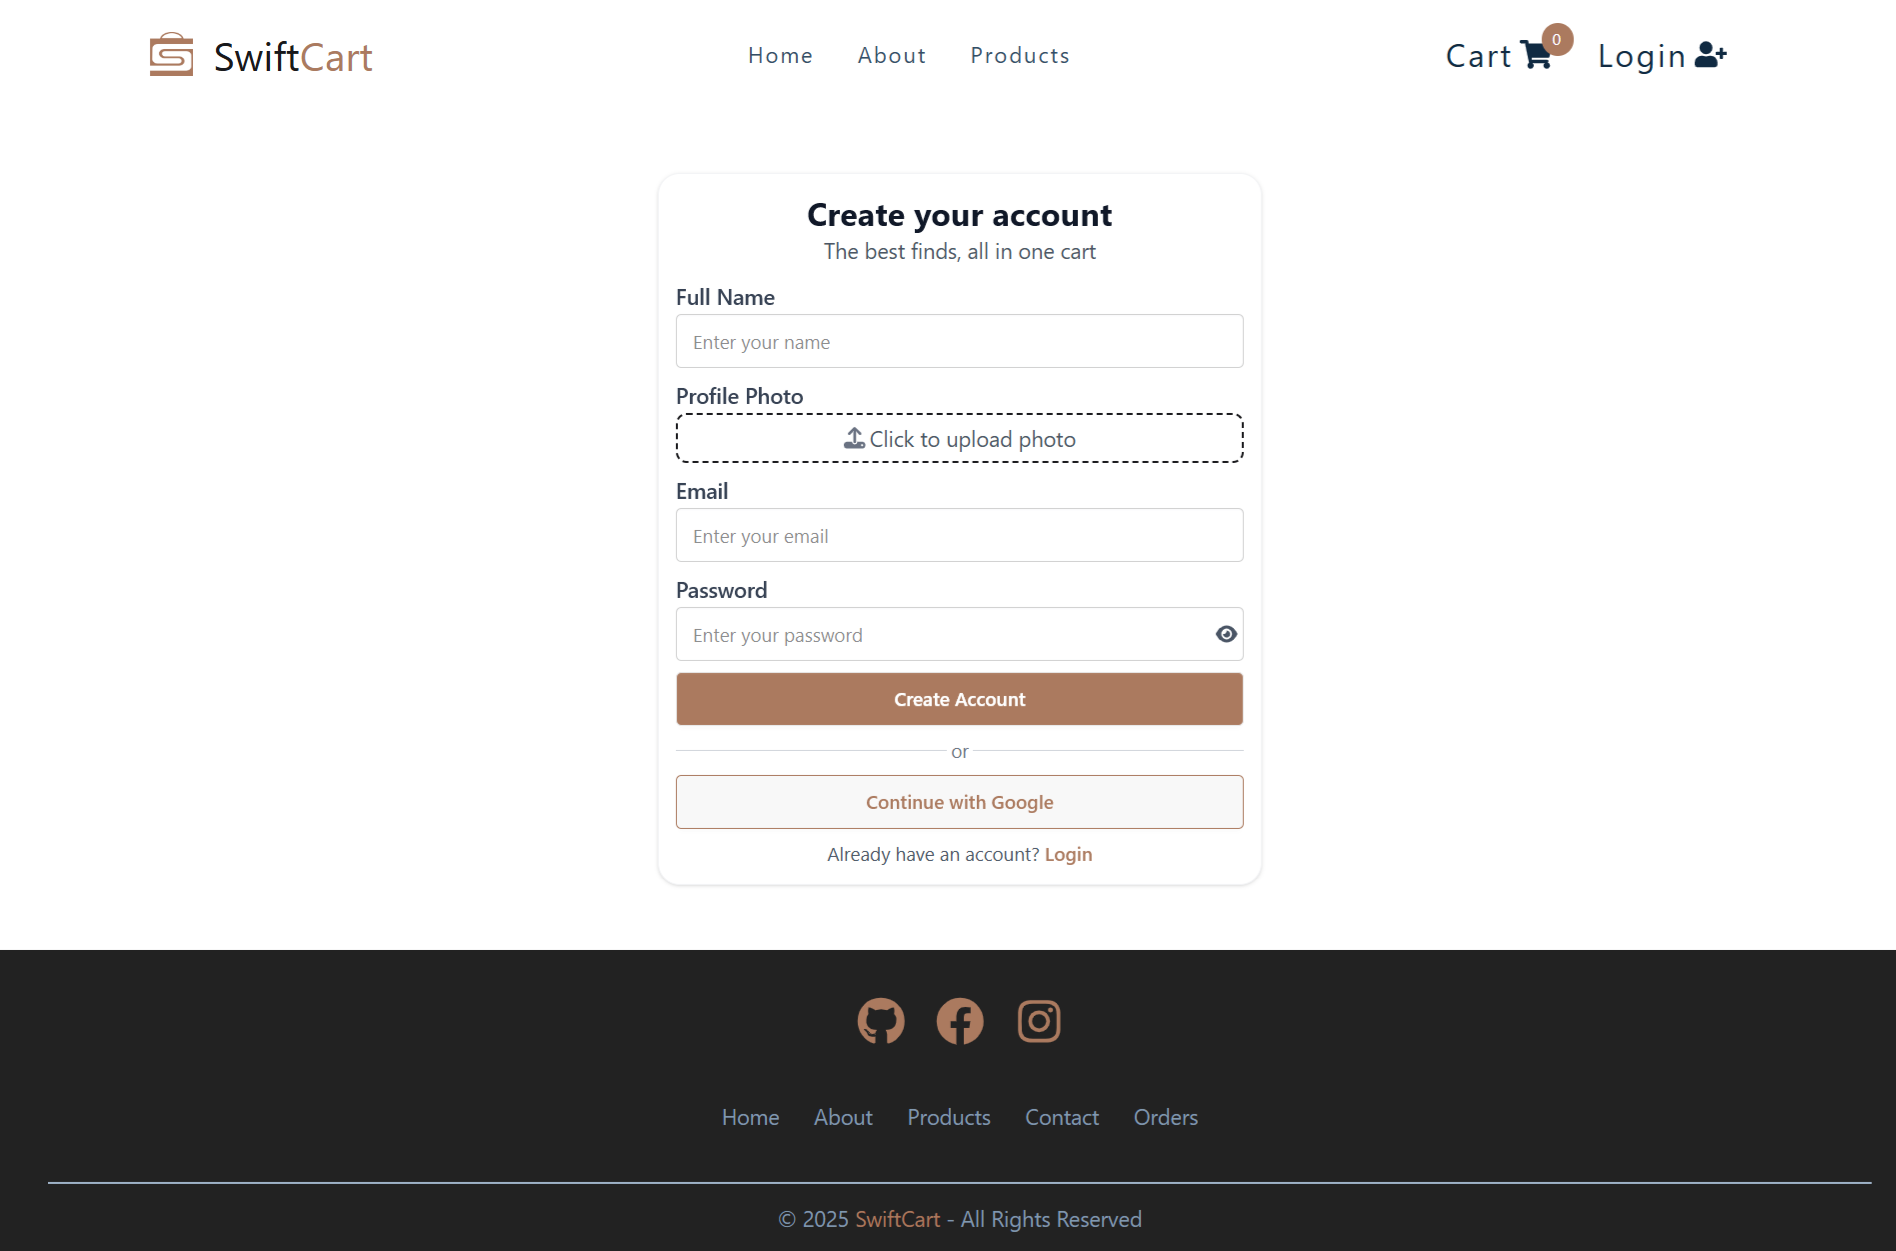 SwiftCart
Home About Products
Cart 0 Login
Create your account
The best finds, all in one cart
Full Name
Enter your name
Profile Photo
Click to upload photo
Email
Enter your email
Password
Enter your password
Create Account
or
Continue with Google
Already have an account? Login
Home About Products Contact Orders
© 2025 SwiftCart - All Rights Reserved